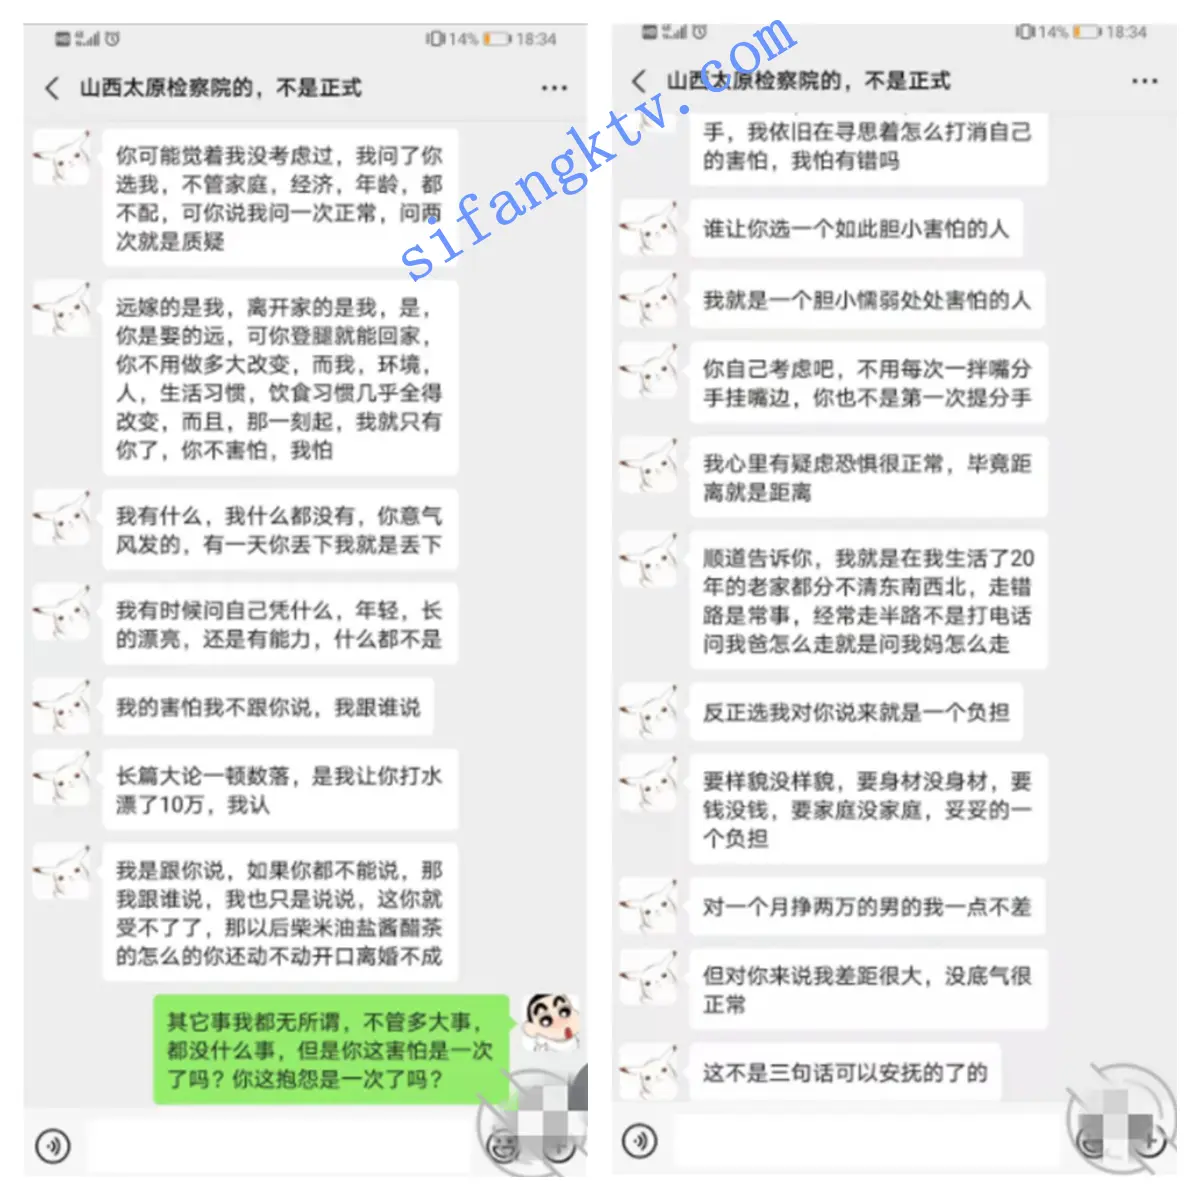 14% 18:34
山西太原检察院的，不是正式
你可能觉着我没考虑过，我问了你
选我，不管家庭，经济，年龄，都
不配，可你说我问一次正常，问两
次就是质疑
远嫁的是我，离开家的是我，是，
你是娶的远，可你登腿就能回家，
你不用做多大改变，而我，环境，
人，生活习惯，饮食习惯几乎全得
改变，而且，那一刻起，我就只有
你了，你不害怕，我怕
我有什么，我什么都没有，你意气
风发的，有一天你丢下我就是丢下
我有时候问自己凭什么，年轻，长
的漂亮，还是有能力，什么都不是
我的害怕我不跟你说，我跟谁说
长篇大论一顿数落，是我让你打水
漂了10万，我认
我是跟你说，如果你都不能说，那
我跟谁说，我也只是说说，这你就
受不了了，那以后柴米油盐酱醋茶
的怎么的你还动不动开口离婚不成
其它事我都无所谓，不管多大事，
都没什么事，但是你这害怕是一次
了吗？你这抱怨是一次了吗？
14% 18:34
山西太原检察院的，不是正式
手，我依旧在寻思着怎么打消自己
的害怕，我怕有错吗
谁让你选一个如此胆小害怕的人
我就是一个胆小懦弱处处害怕的人
你自己考虑吧，不用每次一拌嘴分
手挂嘴边，你也不是第一次提分手
我心里有疑虑恐惧很正常，毕竟距
离就是距离
顺道告诉你，我就是在我生活了20
年的老家都分不清东南西北，走错
路是常事，经常走半路不是打电话
问我爸怎么走就是问我妈怎么走
反正选我对你说来就是一个负担
要样貌没样貌，要身材没身材，要
钱没钱，要家庭没家庭，妥妥的一
个负担
对一个月挣两万的男的我一点不差
但对你来说我差距很大，没底气很
正常
这不是三句话可以安抚的了的
sifangktv.com